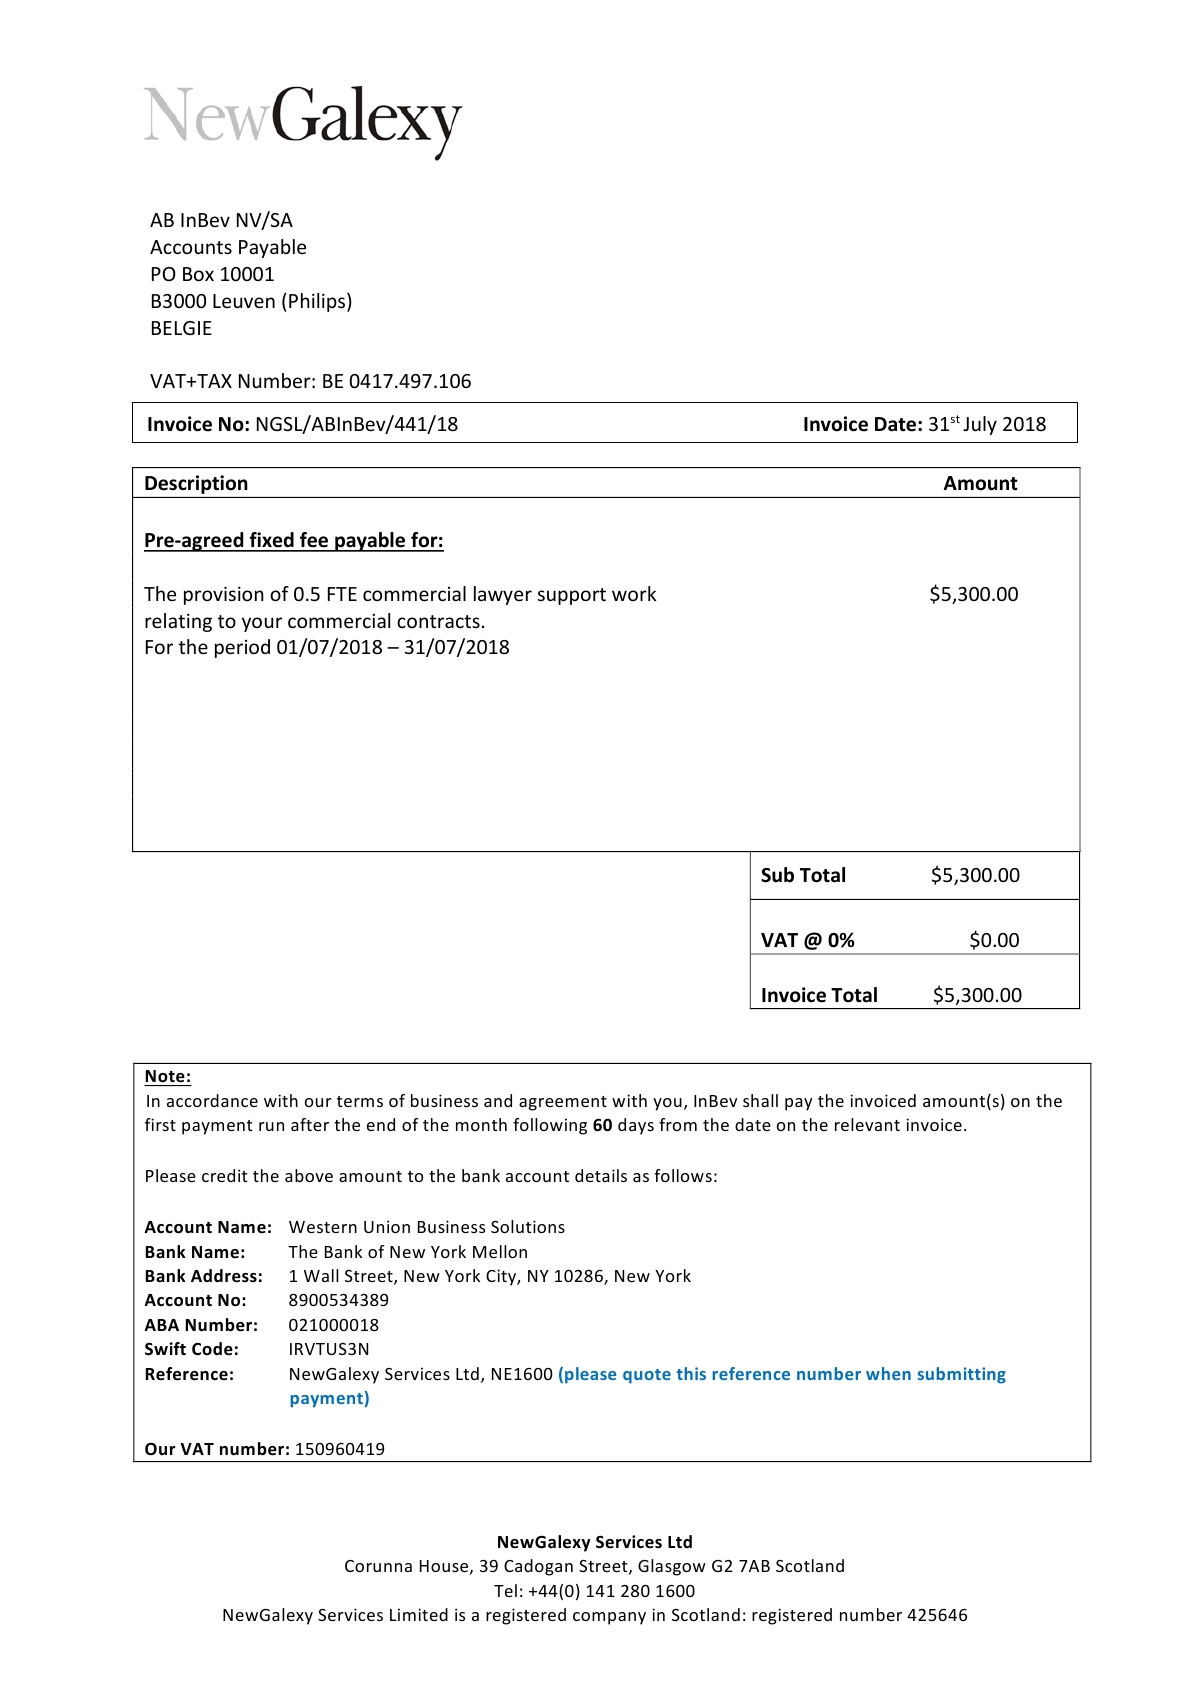 NewGalexy
AB InBev NV/SA
Accounts Payable
PO Box 10001
B3000 Leuven (Philips)
BELGIE
VAT+TAX Number: BE 0417.497.106
Invoice No: NGSL/ABInBev/441/18 Invoice Date: 31st July 2018
Description Amount
Pre-agreed fixed fee payable for:
The provision of 0.5 FTE commercial lawyer support work $5,300.00
relating to your commercial contracts.
For the period 01/07/2018 – 31/07/2018
Sub Total $5,300.00
VAT @ 0% $0.00
Invoice Total $5,300.00
Note:
In accordance with our terms of business and agreement with you, InBev shall pay the invoiced amount(s) on the
first payment run after the end of the month following 60 days from the date on the relevant invoice.
Please credit the above amount to the bank account details as follows:
Account Name: Western Union Business Solutions
Bank Name: The Bank of New York Mellon
Bank Address: 1 Wall Street, New York City, NY 10286, New York
Account No: 8900534389
ABA Number: 021000018
Swift Code: IRVTUS3N
Reference: NewGalexy Services Ltd, NE1600 (please quote this reference number when submitting
payment)
Our VAT number: 150960419
NewGalexy Services Ltd
Corunna House, 39 Cadogan Street, Glasgow G2 7AB Scotland
Tel: +44(0) 141 280 1600
NewGalexy Services Limited is a registered company in Scotland: registered number 425646